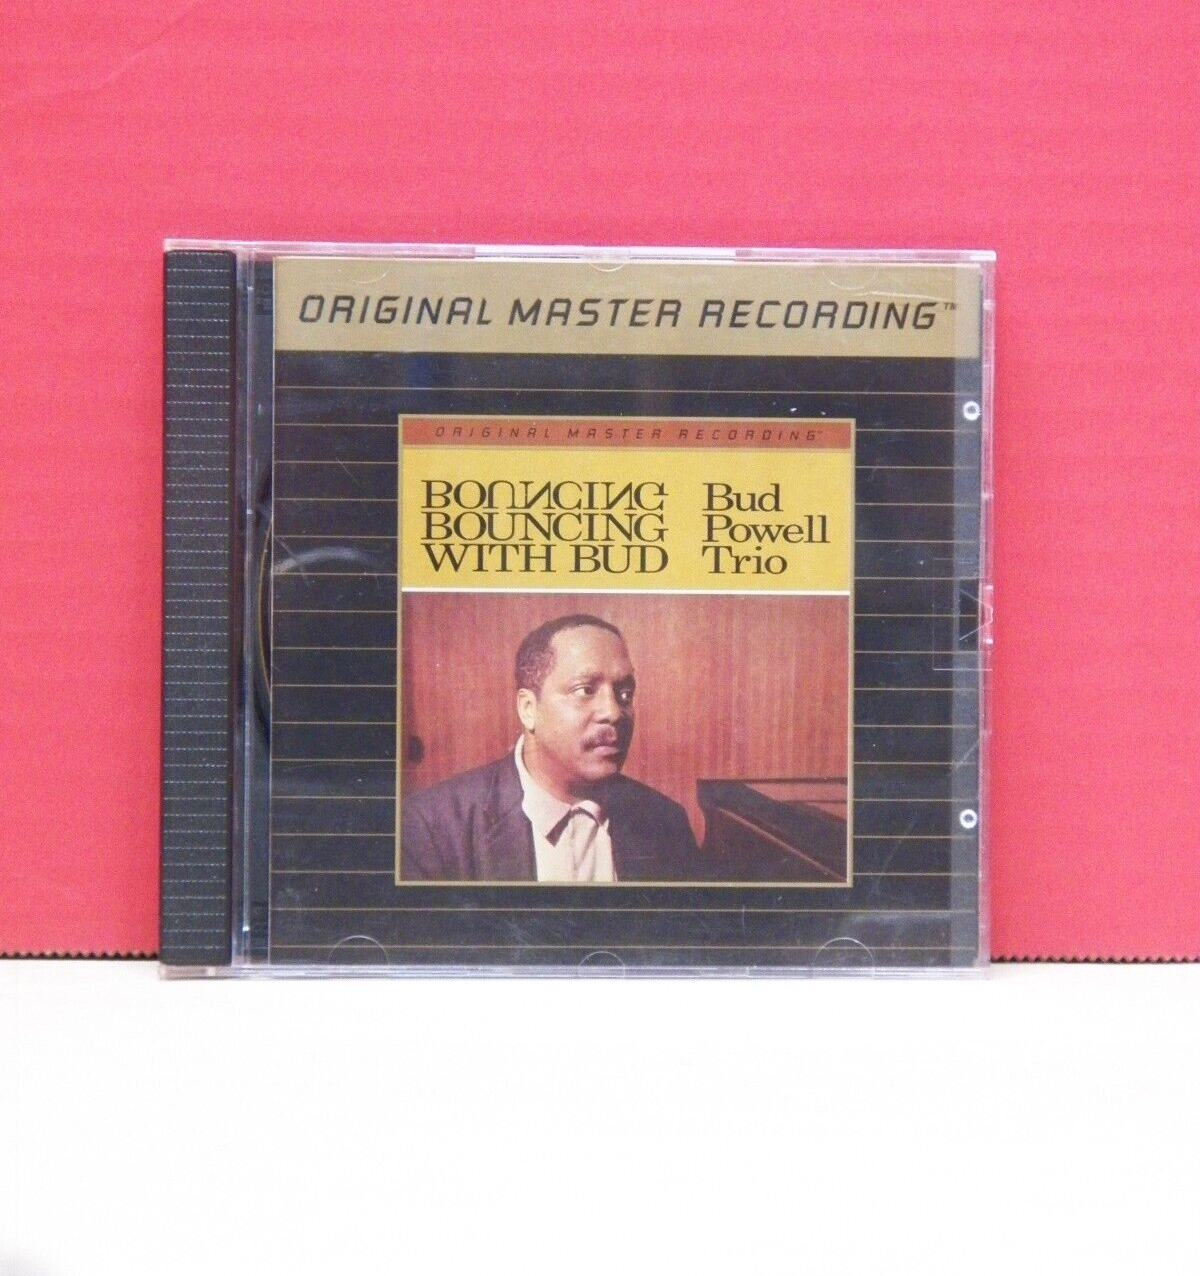 ORIGINAL MASTER RECORDING™
ORIGINAL MASTER RECORDING™
BOUNCING
BOUNCING
WITH BUD
Bud
Powell
Trio